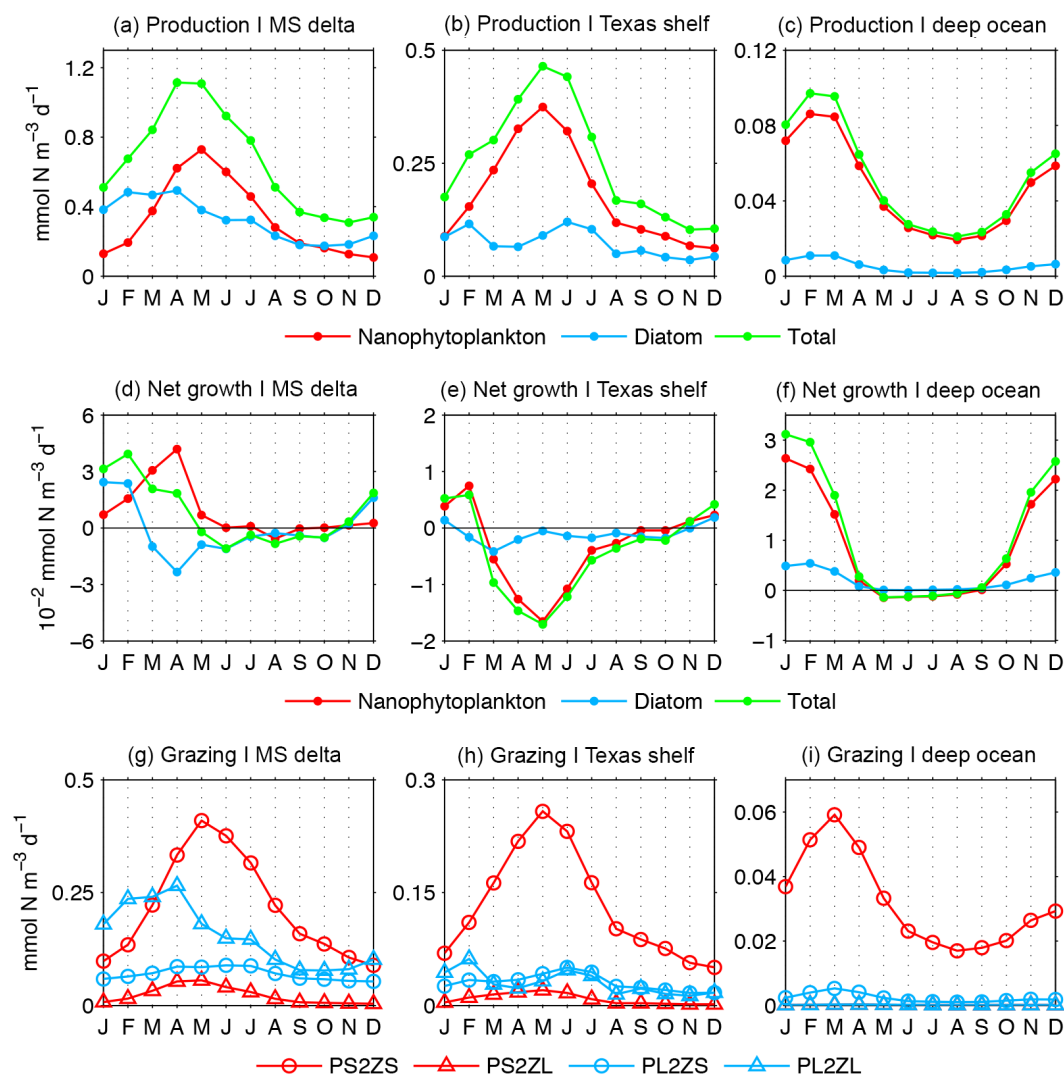 (a) Production I MS delta
(b) Production I Texas shelf
(c) Production I deep ocean
mmol N m⁻³ d⁻¹
1.2
0.8
0.4
0
J F M A M J J A S O N D
0.5
0.25
0
J F M A M J J A S O N D
0.12
0.08
0.04
0
J F M A M J J A S O N D
Nanophytoplankton Diatom Total
(d) Net growth I MS delta
(e) Net growth I Texas shelf
(f) Net growth I deep ocean
10⁻² mmol N m⁻³ d⁻¹
6
3
0
−3
−6
J F M A M J J A S O N D
2
1
0
−1
−2
J F M A M J J A S O N D
3
2
1
0
−1
J F M A M J J A S O N D
Nanophytoplankton Diatom Total
(g) Grazing I MS delta
(h) Grazing I Texas shelf
(i) Grazing I deep ocean
mmol N m⁻³ d⁻¹
0.5
0.25
0
J F M A M J J A S O N D
0.3
0.15
0
J F M A M J J A S O N D
0.06
0.04
0.02
0
J F M A M J J A S O N D
PS2ZS PS2ZL PL2ZS PL2ZL